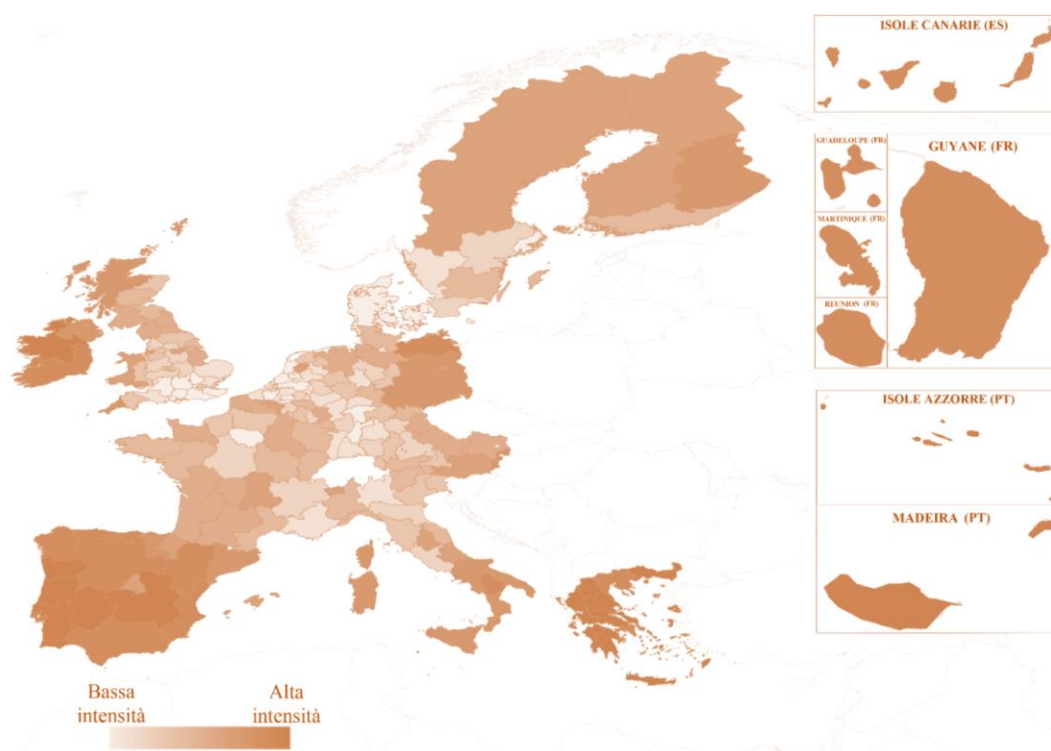 ISOLE CANARIE (ES)
GUADELOUPE (FR)
GUYANE (FR)
MARTINIQUE (FR)
REUNION (FR)
ISOLE AZZORRE (PT)
MADEIRA (PT)
Bassa
intensità
Alta
intensità